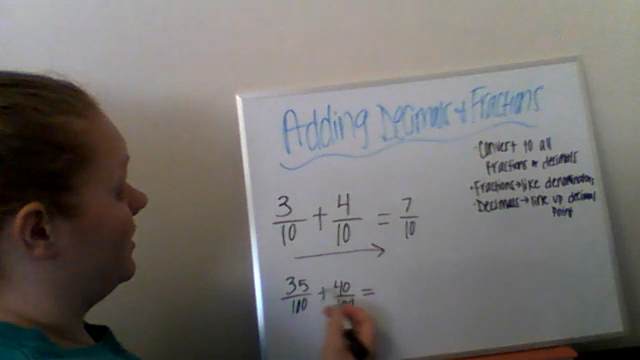 Adding Decimals + Fractions
· Convert to all
fractions or decimals
· Fractions → like denominators
· Decimals → line up decimal
point
3/10 + 4/10 = 7/10
35/100 + 40/100 =